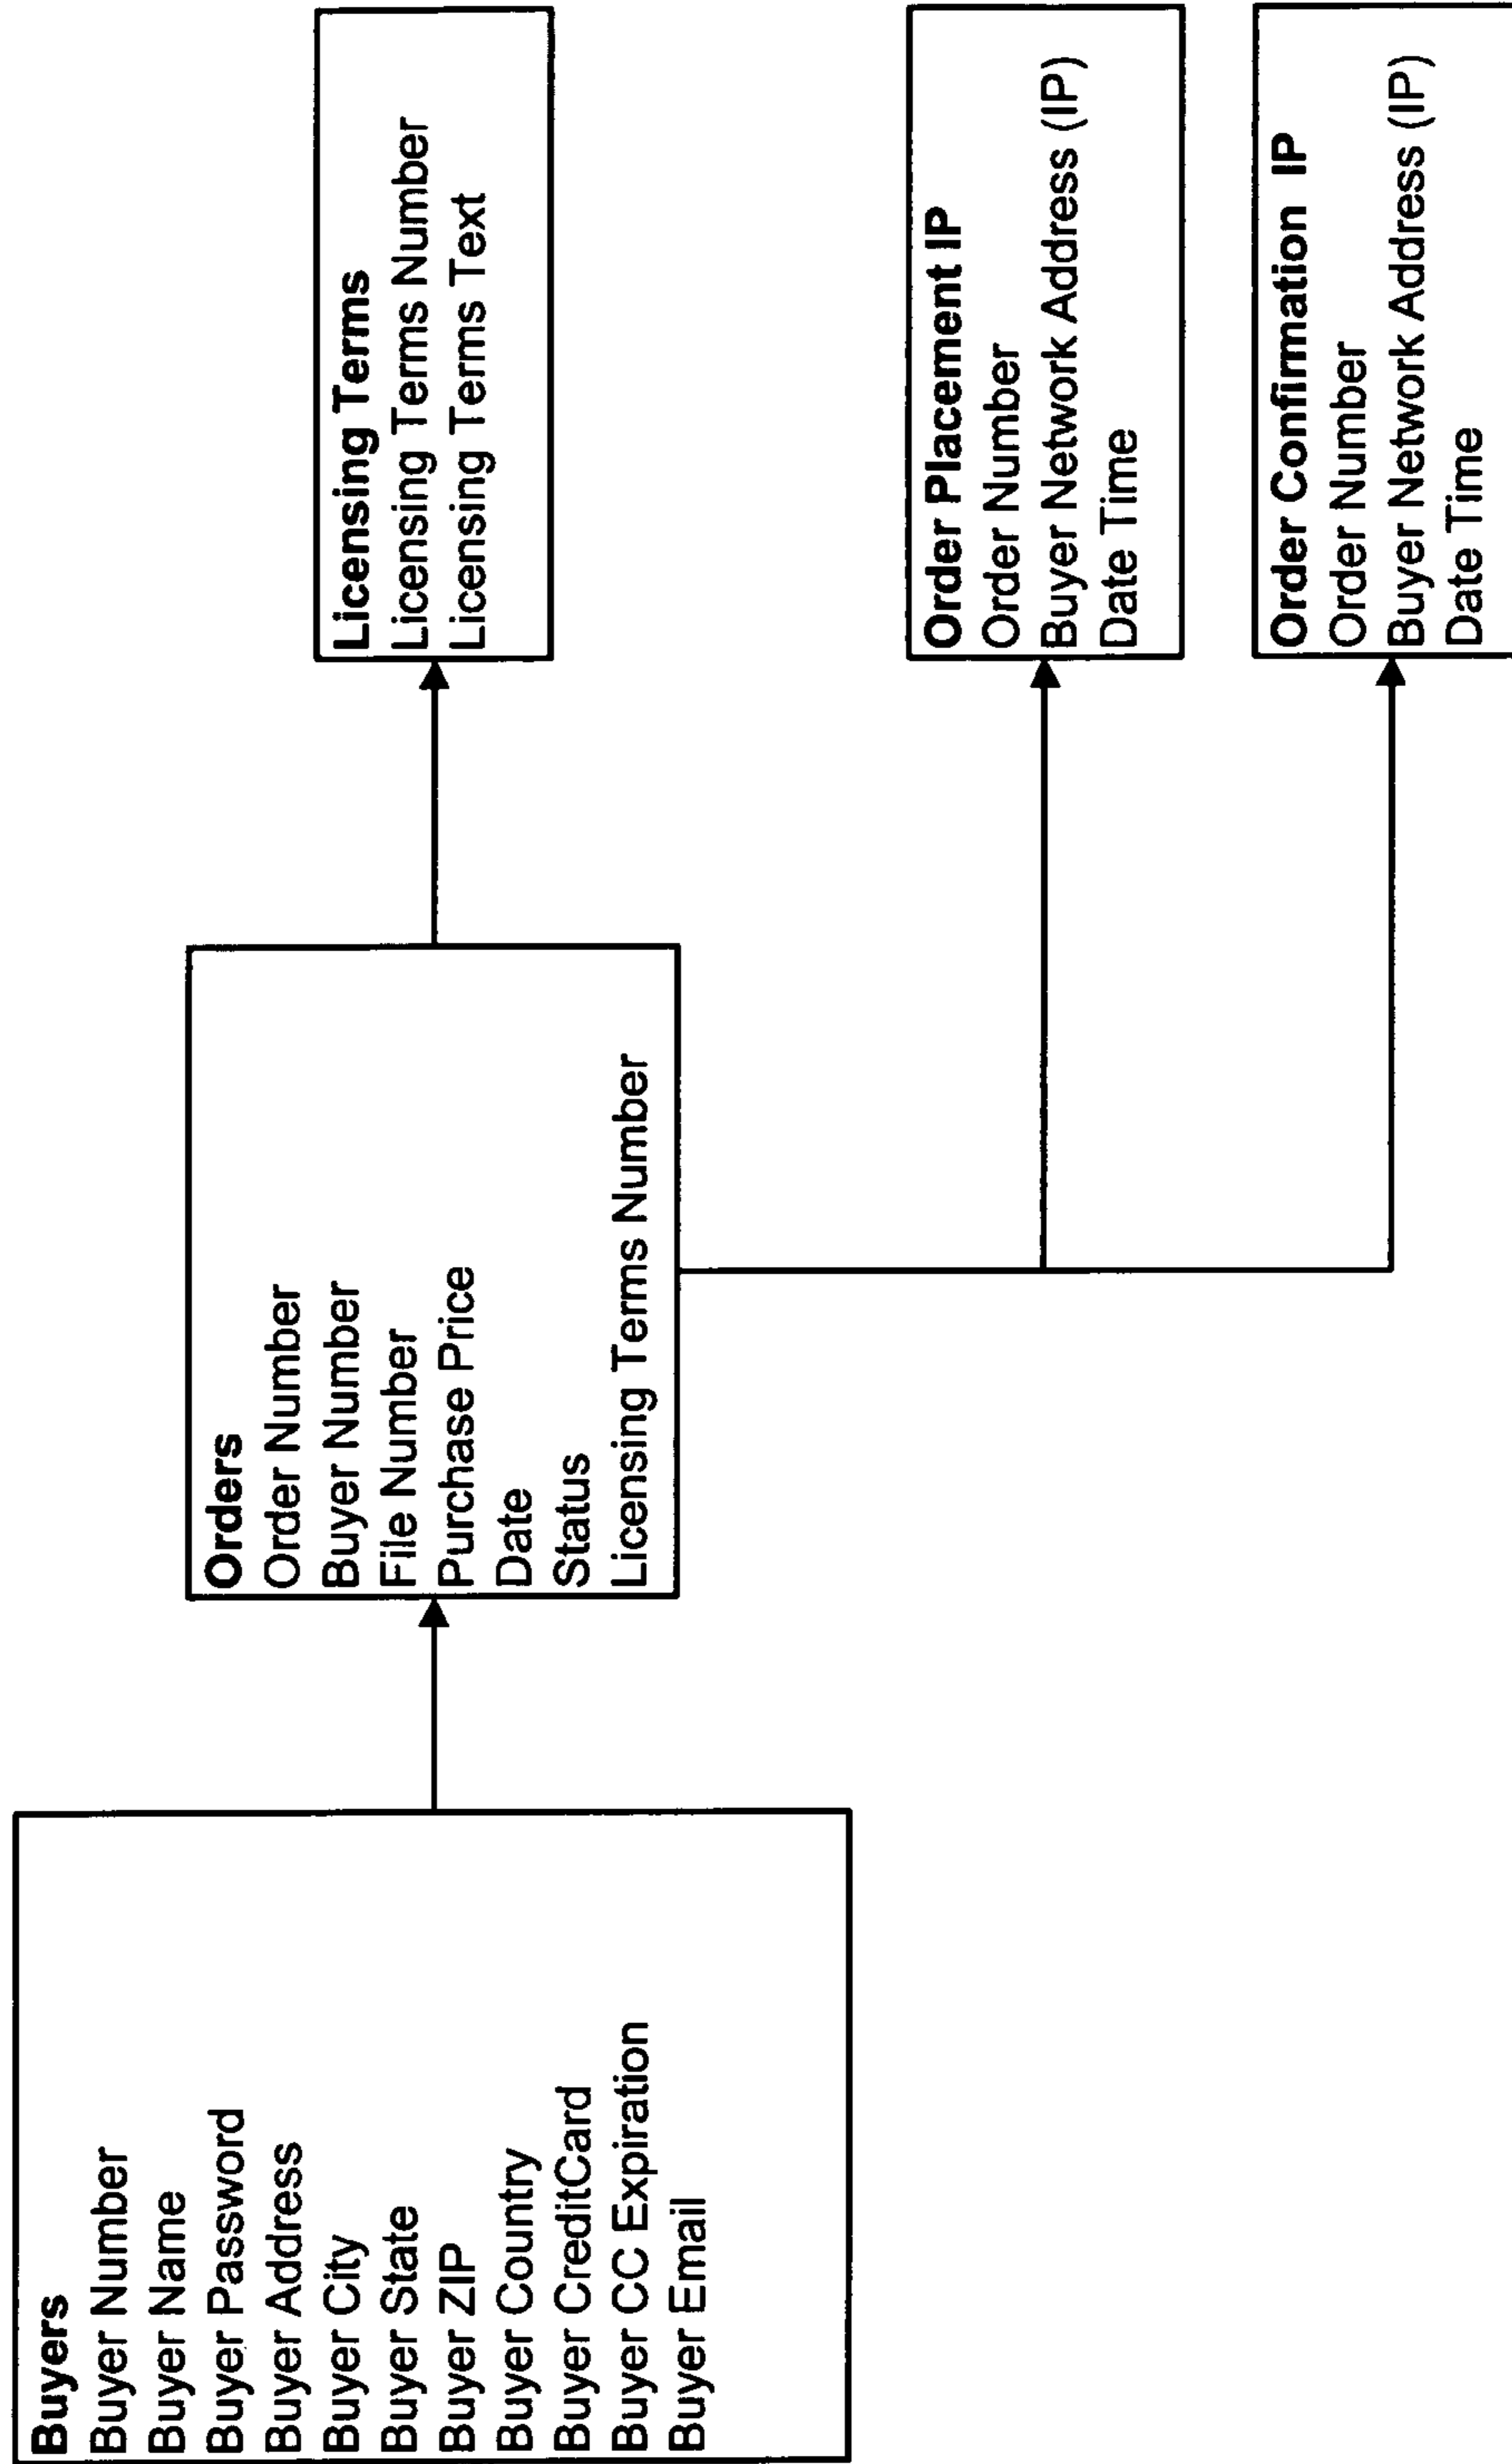 Buyers
Buyer Number
Buyer Name
Buyer Password
Buyer Address
Buyer City
Buyer State
Buyer ZIP
Buyer Country
Buyer CreditCard
Buyer CC Expiration
Buyer Email
Orders
Order Number
Buyer Number
File Number
Purchase Price
Date
Status
Licensing Terms Number
Licensing Terms
Licensing Terms Number
Licensing Terms Text
Order Placement IP
Order Number
Buyer Network Address (IP)
Date Time
Order Confirmation IP
Order Number
Buyer Network Address (IP)
Date Time